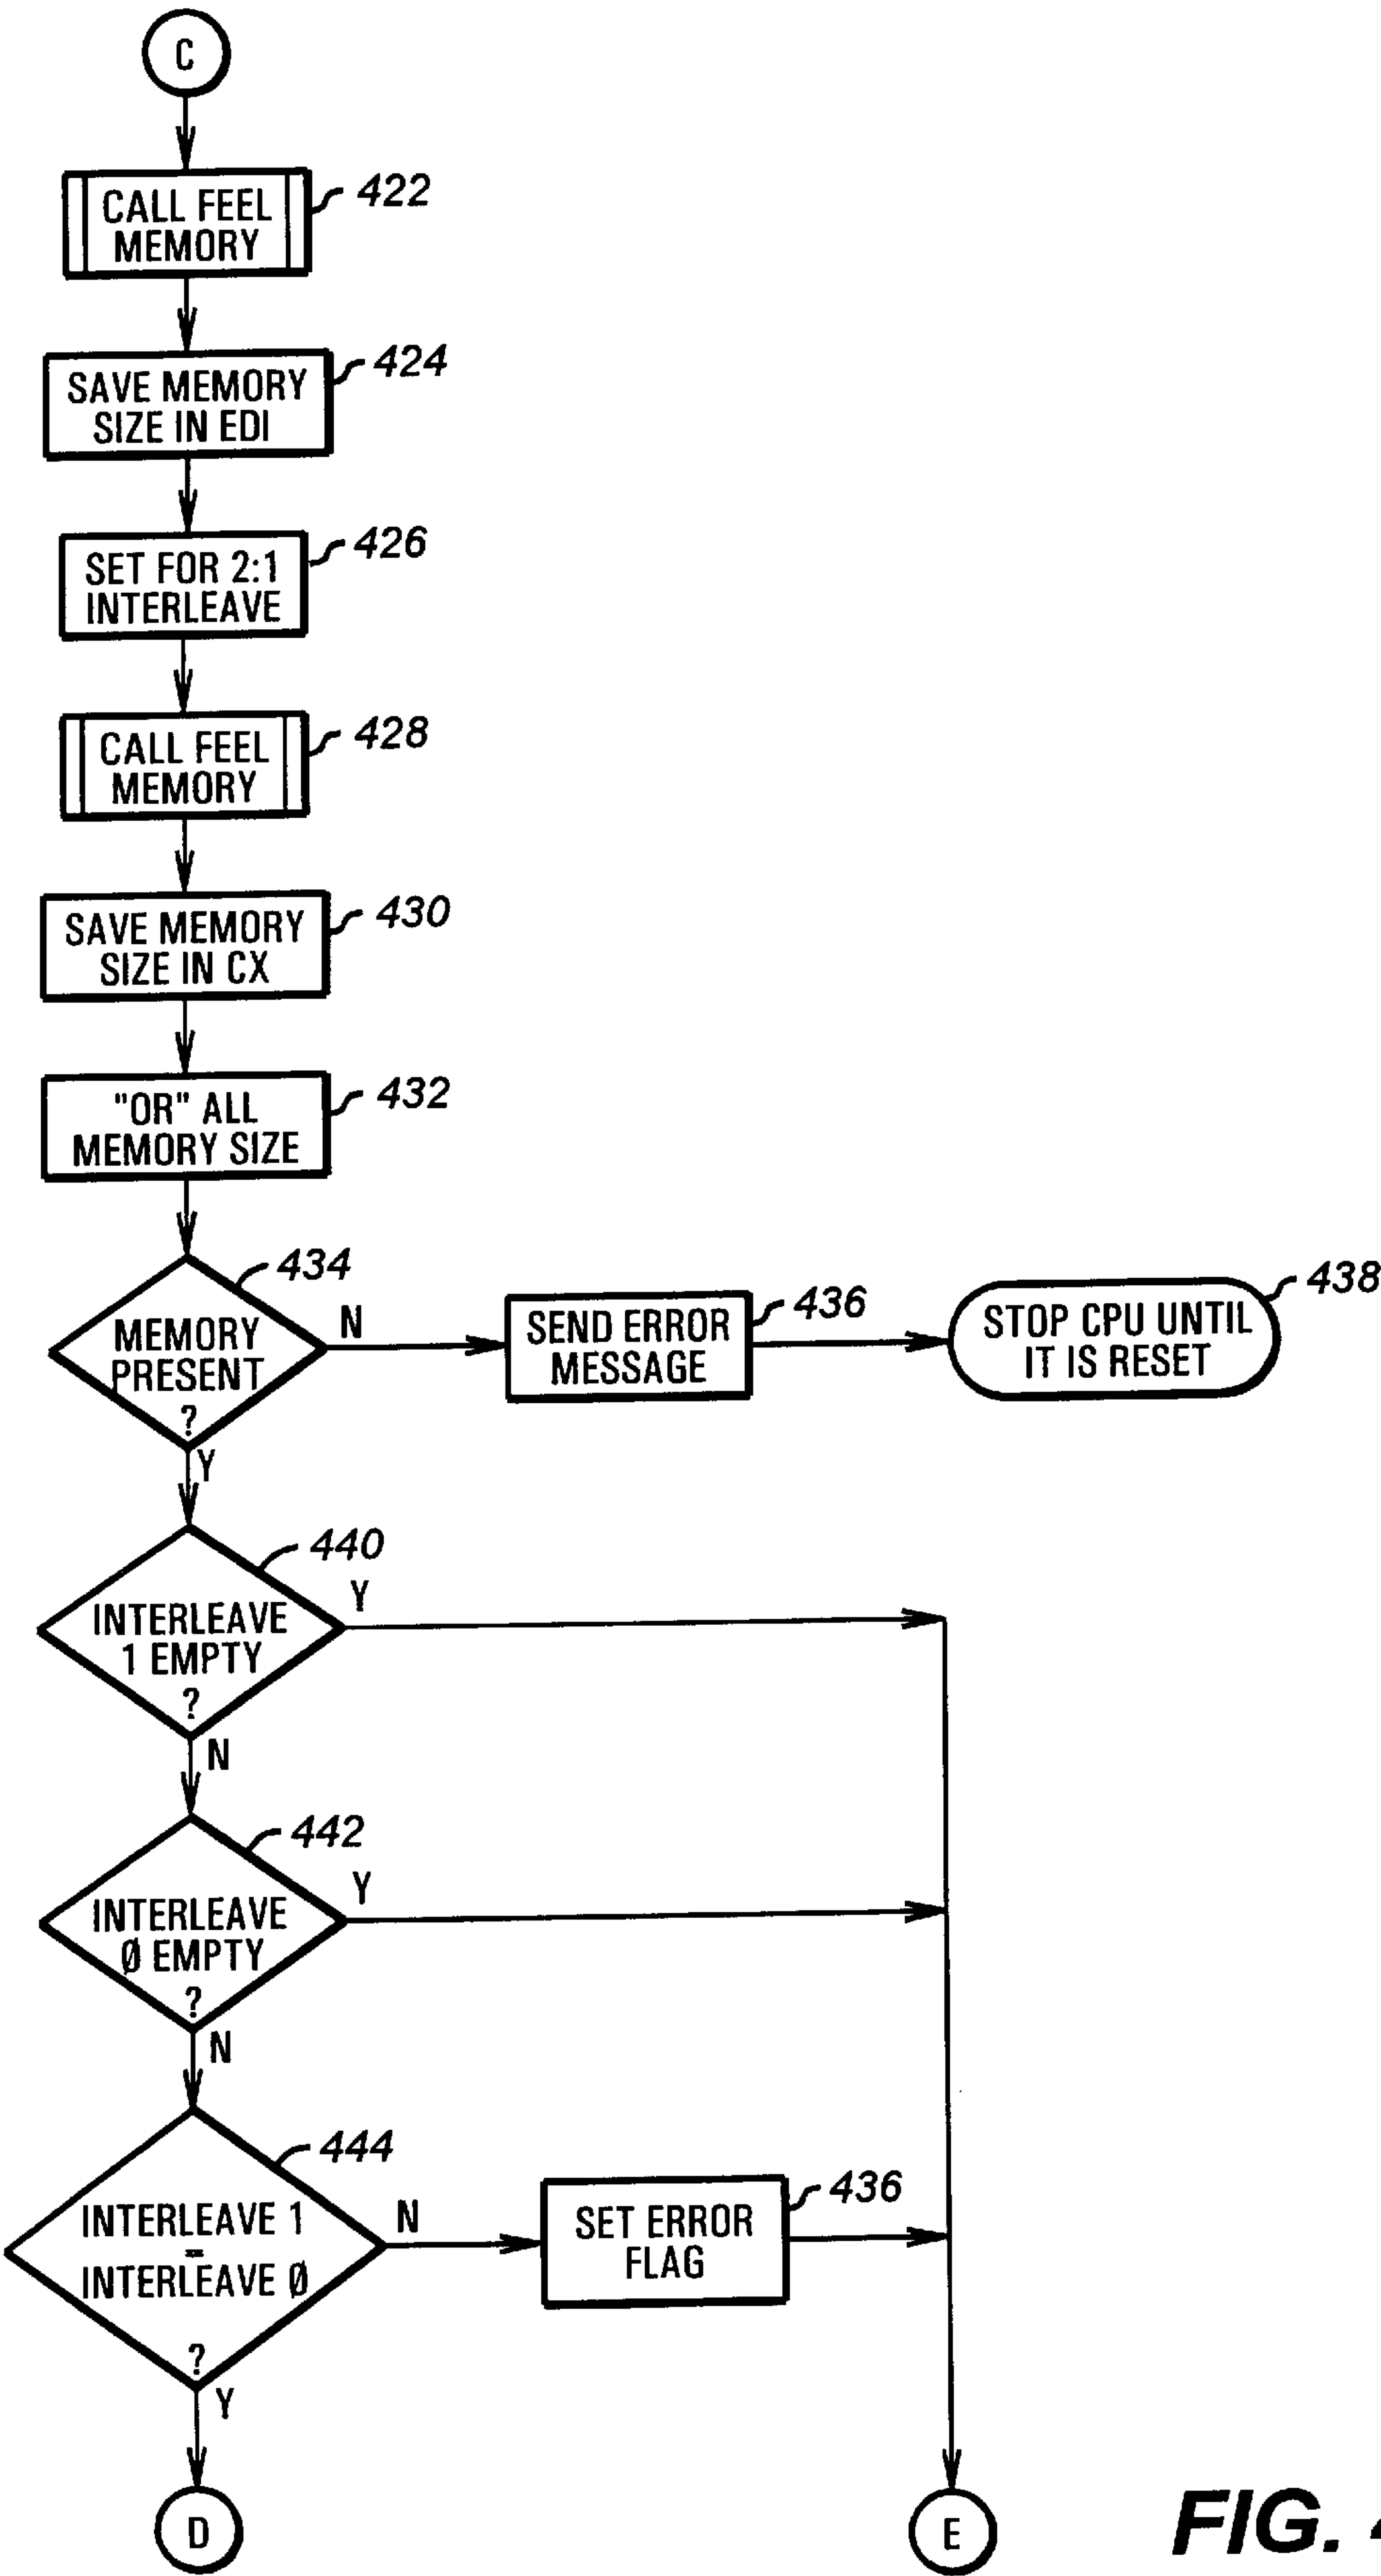 C
CALL FEEL
MEMORY
422
SAVE MEMORY
SIZE IN EDI
424
SET FOR 2:1
INTERLEAVE
426
CALL FEEL
MEMORY
428
SAVE MEMORY
SIZE IN CX
430
"OR" ALL
MEMORY SIZE
432
434
MEMORY
PRESENT
?
N
Y
SEND ERROR
MESSAGE
436
STOP CPU UNTIL
IT IS RESET
438
440
INTERLEAVE
1 EMPTY
?
Y
N
442
INTERLEAVE
Ø EMPTY
?
Y
N
444
INTERLEAVE 1
=
INTERLEAVE Ø
?
N
Y
SET ERROR
FLAG
436
D
E
FIG.